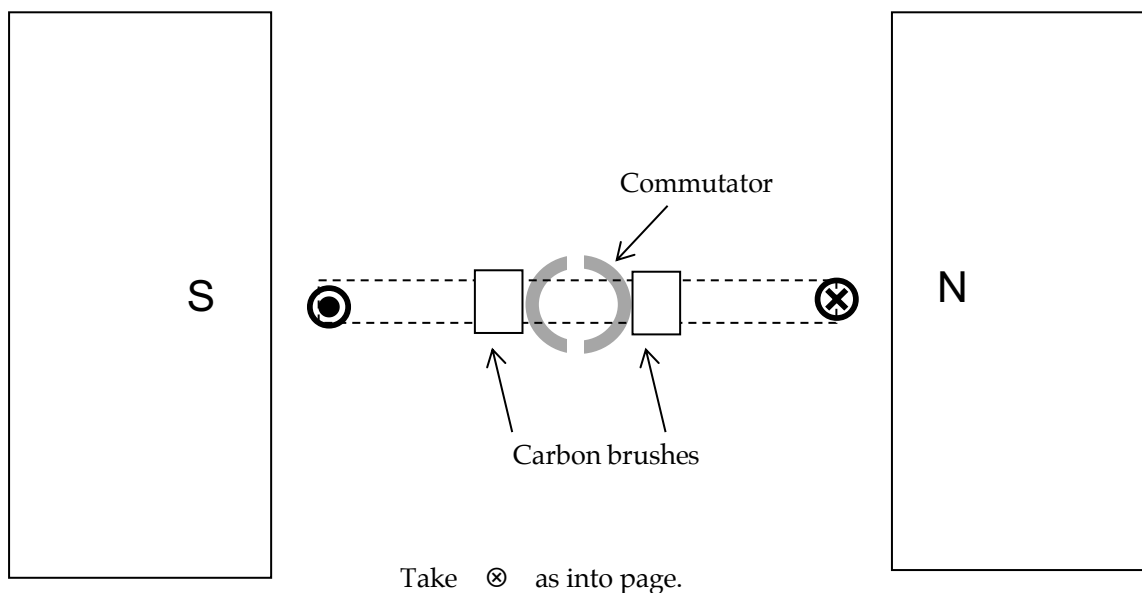 Commutator
S
N
Carbon brushes
Take ⊗ as into page.